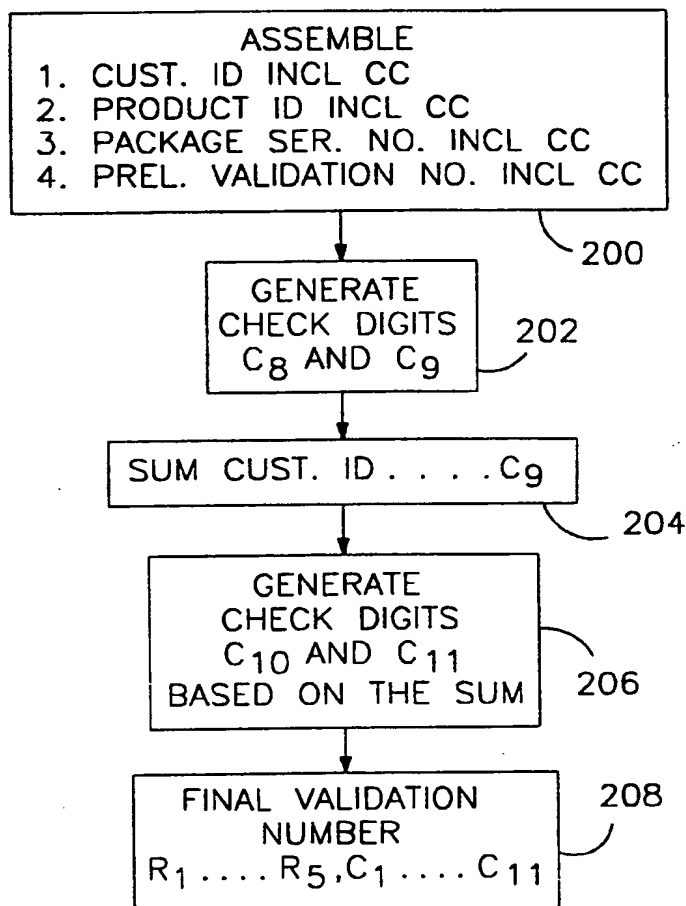 ASSEMBLE
1. CUST. ID INCL CC
2. PRODUCT ID INCL CC
3. PACKAGE SER. NO. INCL CC
4. PREL. VALIDATION NO. INCL CC
200
GENERATE
CHECK DIGITS
C8 AND C9
202
SUM CUST. ID . . . . C9
204
GENERATE
CHECK DIGITS
C10 AND C11
BASED ON THE SUM
206
FINAL VALIDATION
NUMBER
R1 . . . . R5,C1 . . . . C11
208